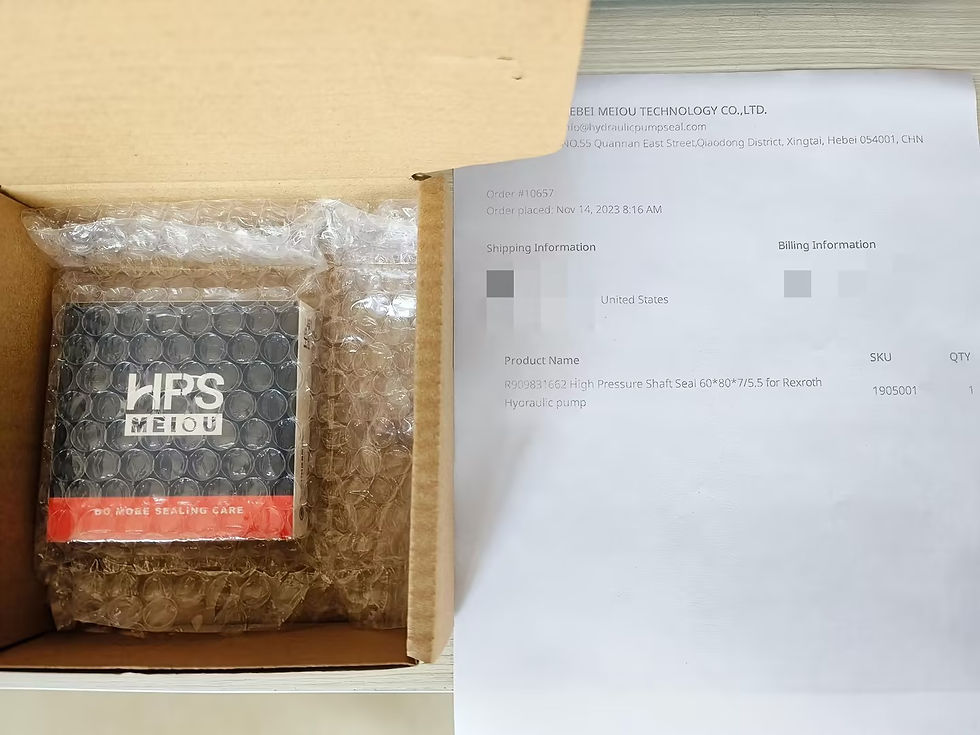 HPS
MEIOU
DO MORE SEALING CARE
EBEI MEIOU TECHNOLOGY CO.,LTD.
@hydraulicpumpseal.com
NO.55 Quannan East Street,Qiaodong District, Xingtai, Hebei 054001, CHN
Order #10657
Order placed: Nov 14, 2023 8:16 AM
Shipping Information
Billing Information
United States
Product Name SKU QTY
R909831662 High Pressure Shaft Seal 60*80*7/5.5 for Rexroth 1905001 1
Hydraulic pump